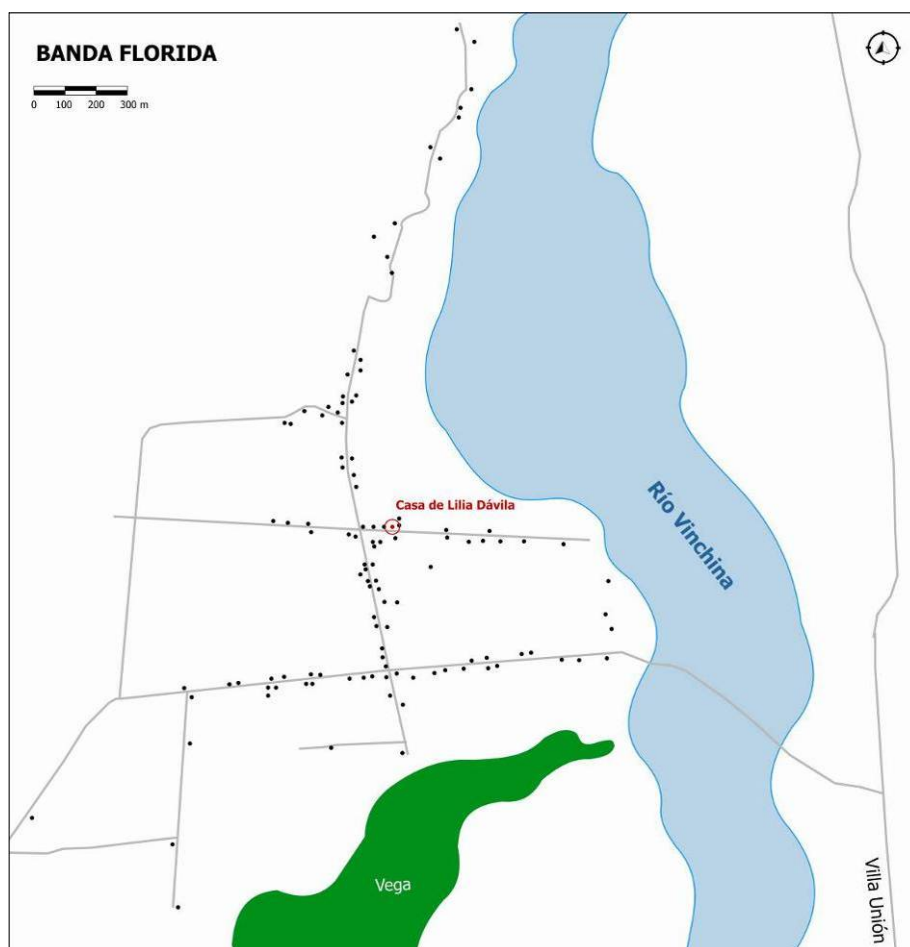 BANDA FLORIDA
0 100 200 300 m
Casa de Lilia Dávila
Río Vinchina
Vega
Villa Unión